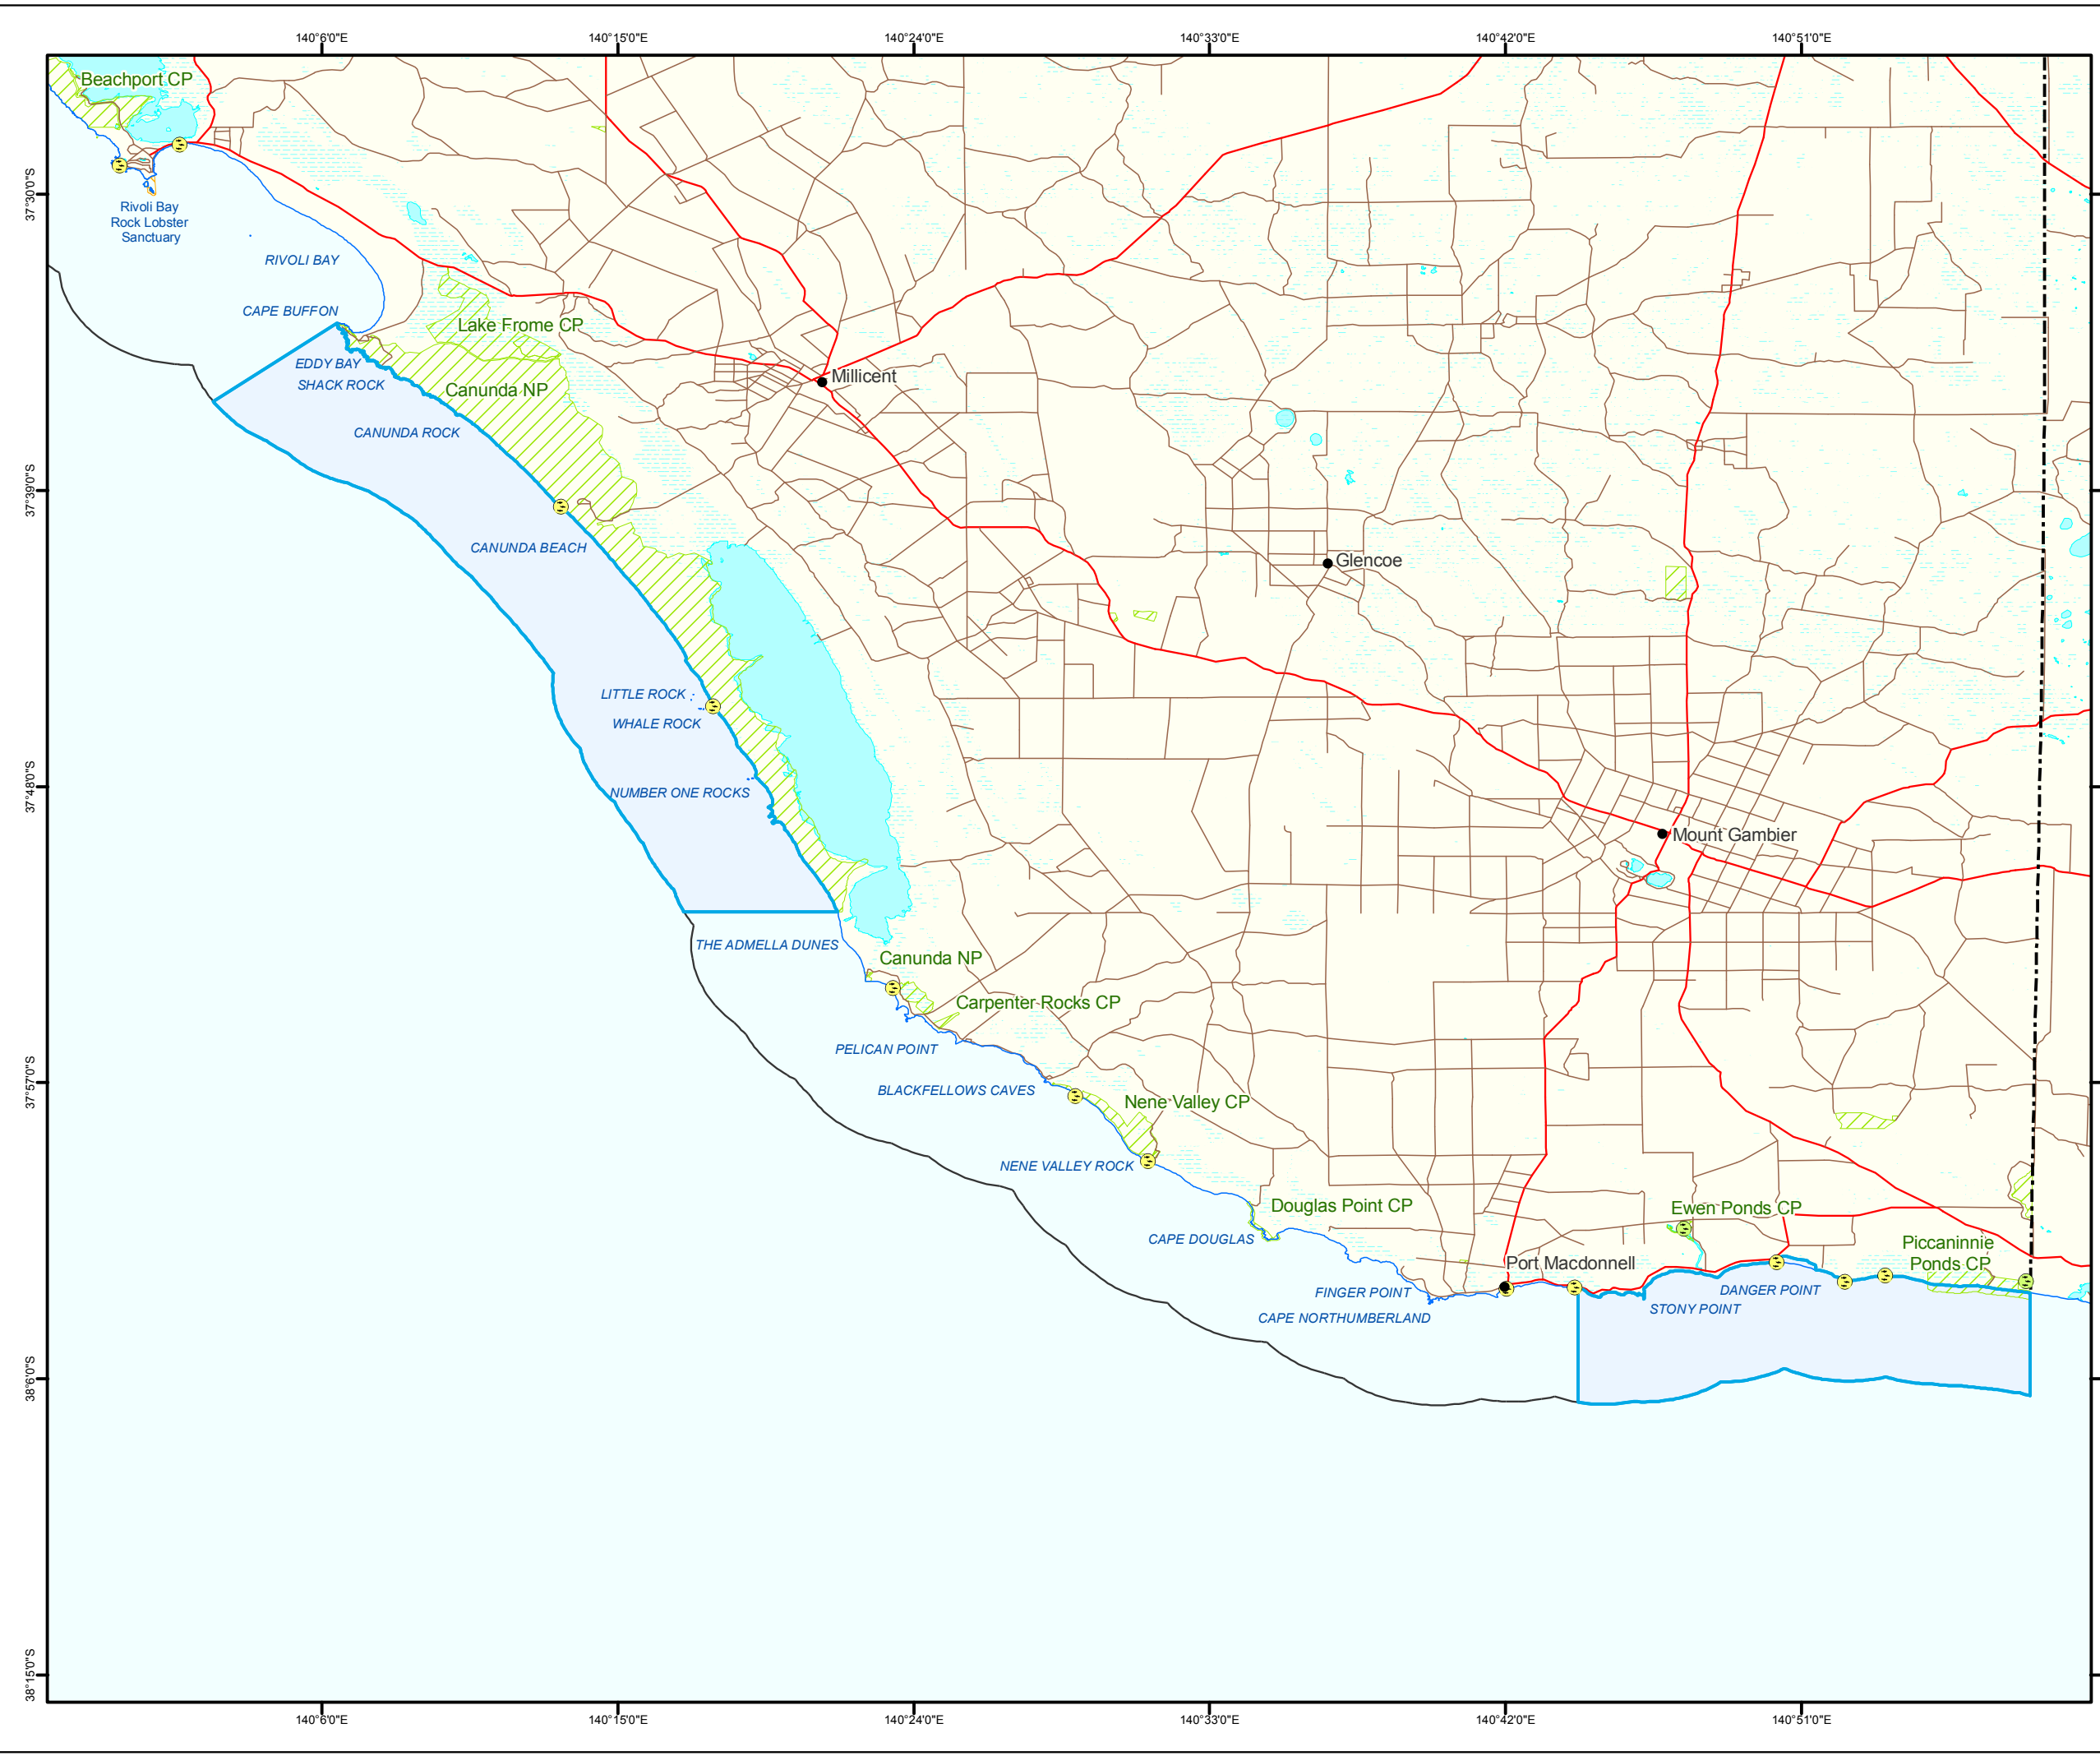 140°6'0"E
140°15'0"E
140°24'0"E
140°33'0"E
140°42'0"E
140°51'0"E
Beachport CP
37°30'0"S
Rivoli Bay
Rock Lobster
Sanctuary
RIVOLI BAY
CAPE BUFFON
Lake Frome CP
EDDY BAY
SHACK ROCK
Canunda NP
Millicent
CANUNDA ROCK
37°39'0"S
CANUNDA BEACH
Glencoe
LITTLE ROCK
WHALE ROCK
37°48'0"S
NUMBER ONE ROCKS
Mount Gambier
THE ADMELLA DUNES
Canunda NP
Carpenter Rocks CP
PELICAN POINT
37°57'0"S
BLACKFELLOWS CAVES
Nene Valley CP
NENE VALLEY ROCK
Douglas Point CP
Ewen Ponds CP
CAPE DOUGLAS
Piccaninnie
Ponds CP
Port Macdonnell
FINGER POINT
DANGER POINT
STONY POINT
CAPE NORTHUMBERLAND
38°6'0"S
38°15'0"S
140°6'0"E
140°15'0"E
140°24'0"E
140°33'0"E
140°42'0"E
140°51'0"E